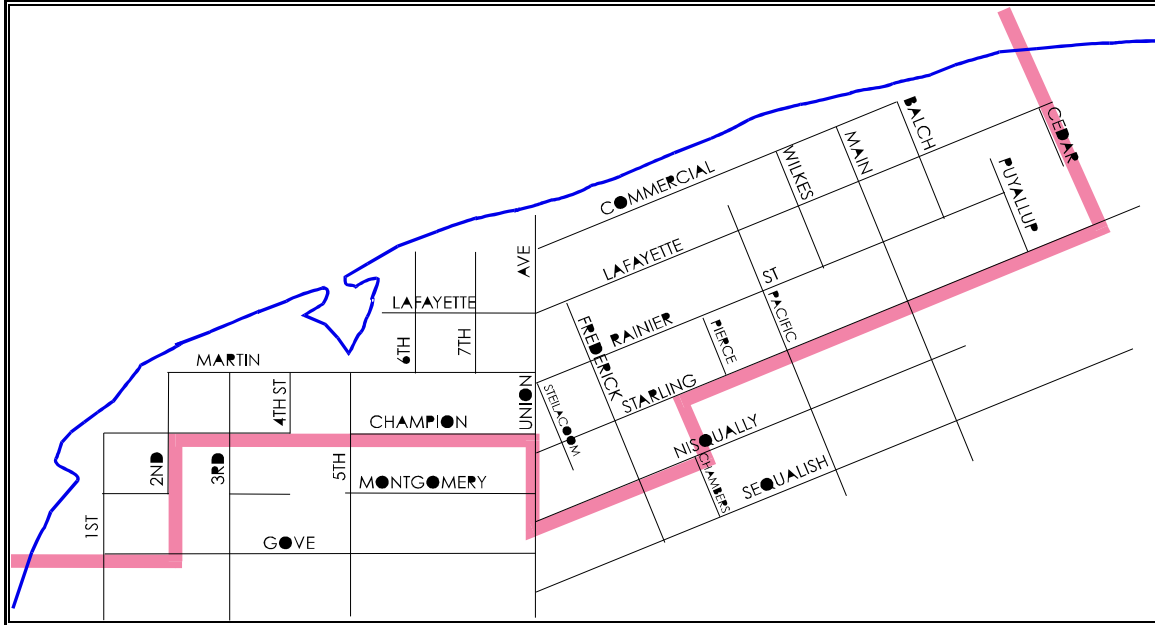 BALCH
CEDAR
MAIN
WILKES
COMMERCIAL
PUYALLUP
LAFAYETTE
AVE
ST
PACIFIC
LAFAYETTE
RAINIER
PIERCE
FREDERICK
6TH
7TH
MARTIN
4TH ST
UNION
STEILACOOM
STARLING
CHAMPION
NISQUALLY
2ND
3RD
5TH
MONTGOMERY
CHAMBERS
SEQUALISH
1ST
GOVE